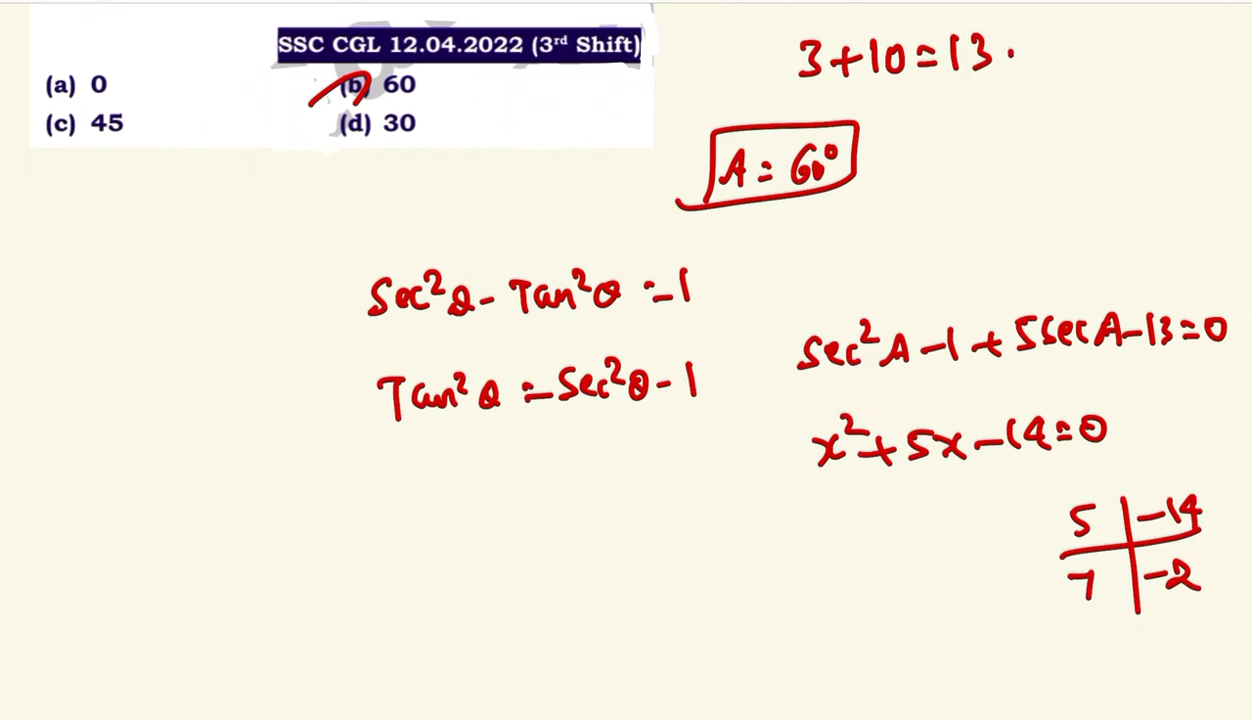 SSC CGL 12.04.2022 (3rd Shift)
(a) 0 (b) 60
(c) 45 (d) 30
3+10=13.
A = 60°
Sec²θ - Tan²θ = 1
Tan²θ = Sec²θ - 1
Sec²A - 1 + 5SecA - 13 = 0
x² + 5x - 14 = 0
5 | -14
7 | -2